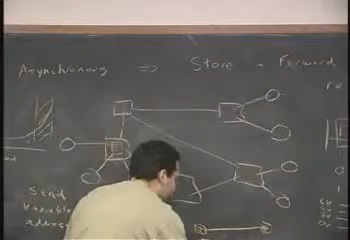 Asynchronous ⇒ Store - Forward
Send
Variable
address